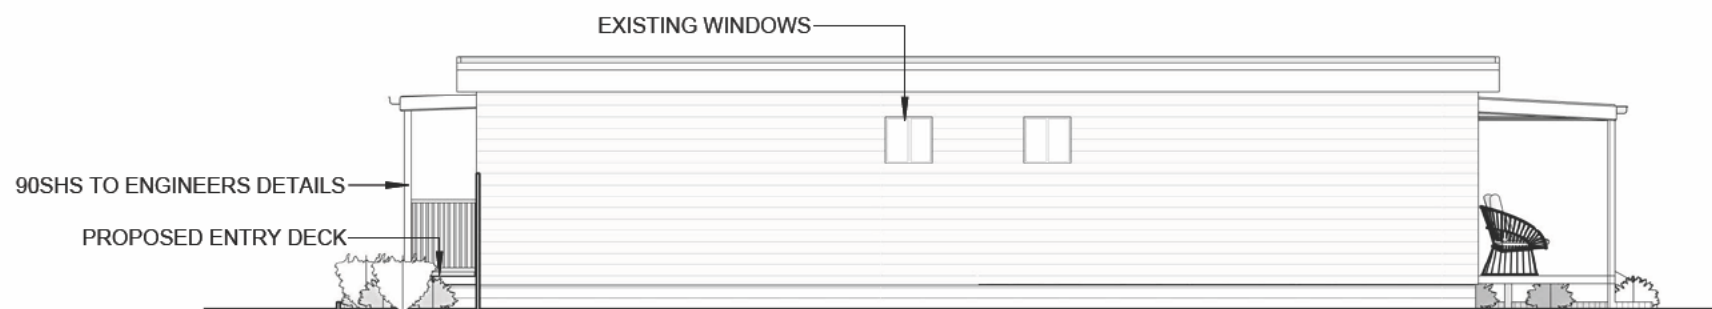 EXISTING WINDOWS
90SHS TO ENGINEERS DETAILS
PROPOSED ENTRY DECK